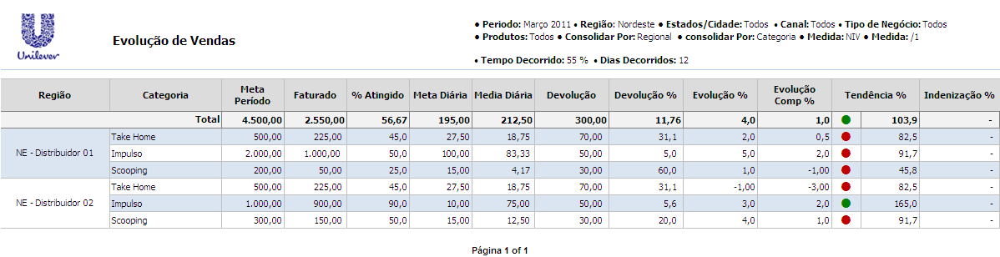 Unilever
Evolução de Vendas
● Periodo: Março 2011 • Região: Nordeste ● Estados/Cidade: Todos • Canal: Todos • Tipo de Negócio: Todos
● Produtos: Todos ● Consolidar Por: Regional ● consolidar Por: Categoria ● Medida: NIV ● Medida: /1
• Tempo Decorrido: 55 % • Dias Decorridos: 12
Região Categoria Meta Período Faturado % Atingido Meta Diária Media Diária Devolução Devolução % Evolução % Evolução Comp % Tendência % Indenização %
Total 4.500,00 2.550,00 56,67 195,00 212,50 300,00 11,76 4,0 1,0 103,9 -
NE - Distribuidor 01
Take Home 500,00 225,00 45,0 27,50 18,75 70,00 31,1 2,0 0,5 82,5 -
Impulso 2.000,00 1.000,00 50,0 100,00 83,33 50,00 5,0 5,0 2,0 91,7 -
Scooping 200,00 50,00 25,0 15,00 4,17 30,00 60,0 1,0 -1,00 45,8 -
NE - Distribuidor 02
Take Home 500,00 225,00 45,0 27,50 18,75 70,00 31,1 -1,00 -3,00 82,5 -
Impulso 1.000,00 900,00 90,0 10,00 75,00 50,00 5,6 3,0 2,0 165,0 -
Scooping 300,00 150,00 50,0 15,00 12,50 30,00 20,0 4,0 1,0 91,7 -
Página 1 of 1